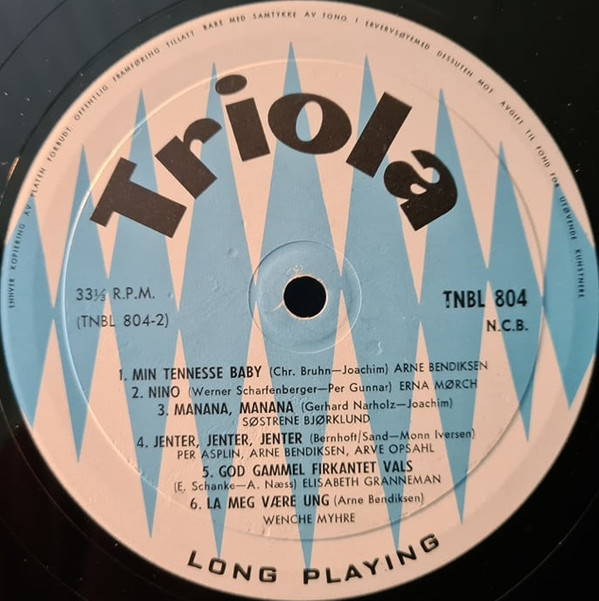 ENHVER KOPIERING AV PLATEN FORBUDT. OFFENTLIG FRAMFØRING TILLATT BARE MED SAMTYKKE AV TONO I ERVERVSØYEMED DESSUTEN MOT AVGIFT TIL FOND FOR UTØVENDE KUNSTNERE
Triola
33⅓ R.P.M.
(TNBL 804-2)
TNBL 804
N.C.B.
1. MIN TENNESSE BABY (Chr. Bruhn—Joachim) ARNE BENDIKSEN
2. NINO (Werner Scharfenberger—Per Gunnar) ERNA MØRCH
3. MANANA, MANANA (Gerhard Narholz—Joachim)
SØSTRENE BJØRKLUND
4. JENTER, JENTER, JENTER (Bernhoft/Sand—Monn Iversen)
PER ASPLIN, ARNE BENDIKSEN, ARVE OPSAHL
5. GOD GAMMEL FIRKANTET VALS
(E. Schanke—A. Næss) ELISABETH GRANNEMAN
6. LA MEG VÆRE UNG (Arne Bendiksen)
WENCHE MYHRE
LONG PLAYING